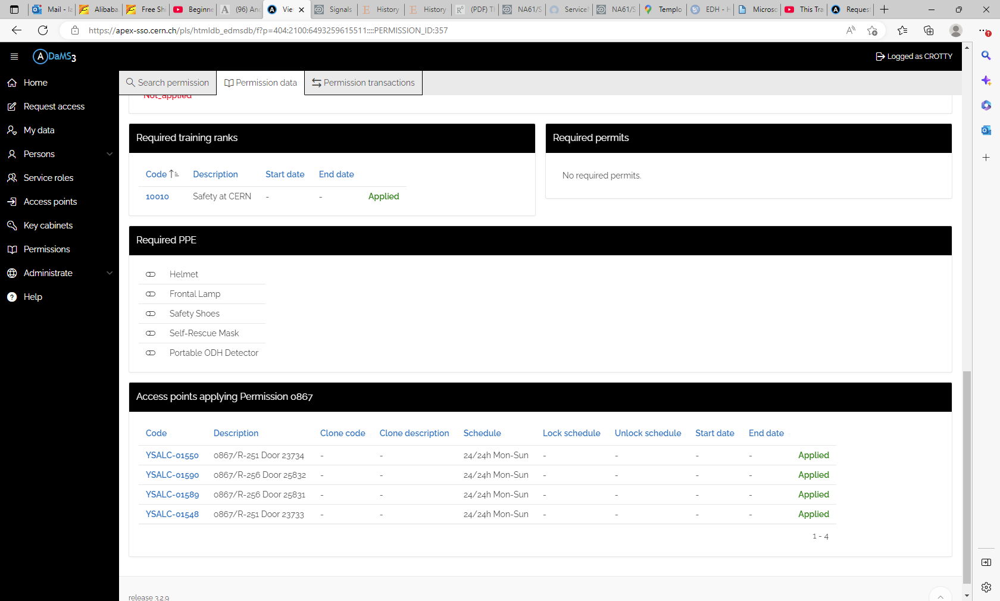 Mail - la
Alibaba
Free Shi
Beginne
(96) An
Vie
Signals
History
History
(PDF) T
NA61/S
Service
NA61/S
Templo
EDH - H
Microso
This Tra
Reques
https://apex-sso.cern.ch/pls/htmldb_edmsdb/f?p=404:2100:6493259615511::::PERMISSION_ID:357
ADaMS3
Logged as CROTTY
Home
Request access
My data
Persons
Service roles
Access points
Key cabinets
Permissions
Administrate
Help
Search permission
Permission data
Permission transactions
Not_applied
Required training ranks
Code Description Start date End date
10010 Safety at CERN - - Applied
Required permits
No required permits.
Required PPE
Helmet
Frontal Lamp
Safety Shoes
Self-Rescue Mask
Portable ODH Detector
Access points applying Permission 0867
Code Description Clone code Clone description Schedule Lock schedule Unlock schedule Start date End date
YSALC-01550 0867/R-251 Door 23734 - - 24/24h Mon-Sun - - - - Applied
YSALC-01590 0867/R-256 Door 25832 - - 24/24h Mon-Sun - - - - Applied
YSALC-01589 0867/R-256 Door 25831 - - 24/24h Mon-Sun - - - - Applied
YSALC-01548 0867/R-251 Door 23733 - - 24/24h Mon-Sun - - - - Applied
1 - 4
release 3.2.9